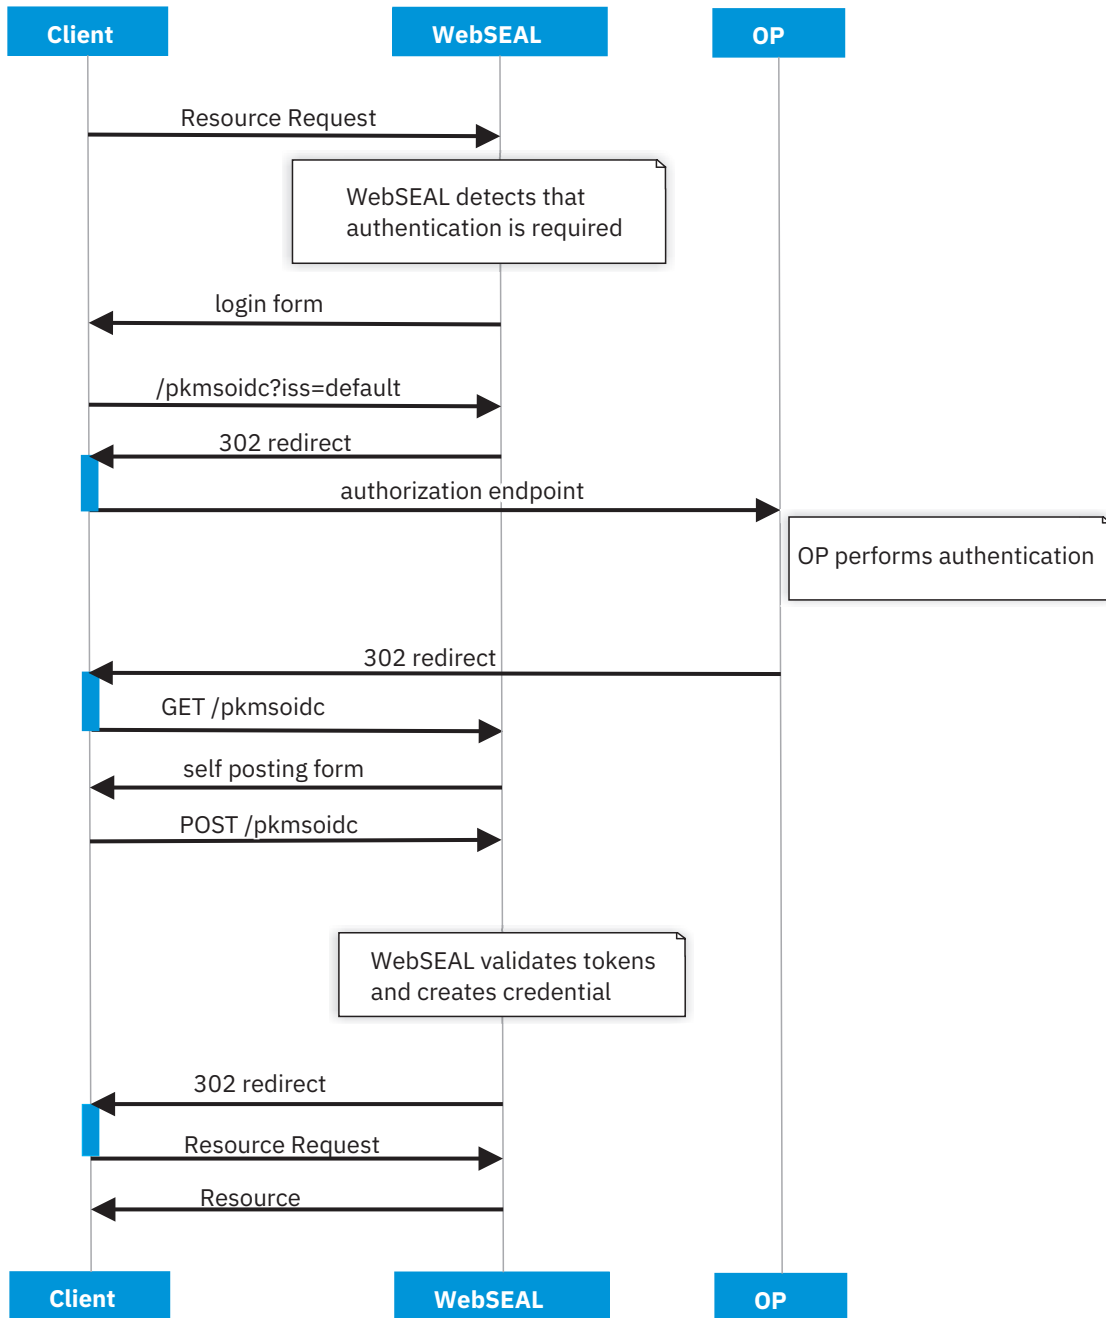 Client
WebSEAL
OP
Resource Request
WebSEAL detects that
authentication is required
login form
/pkmsoidc?iss=default
302 redirect
authorization endpoint
OP performs authentication
302 redirect
GET /pkmsoidc
self posting form
POST /pkmsoidc
WebSEAL validates tokens
and creates credential
302 redirect
Resource Request
Resource
Client
WebSEAL
OP